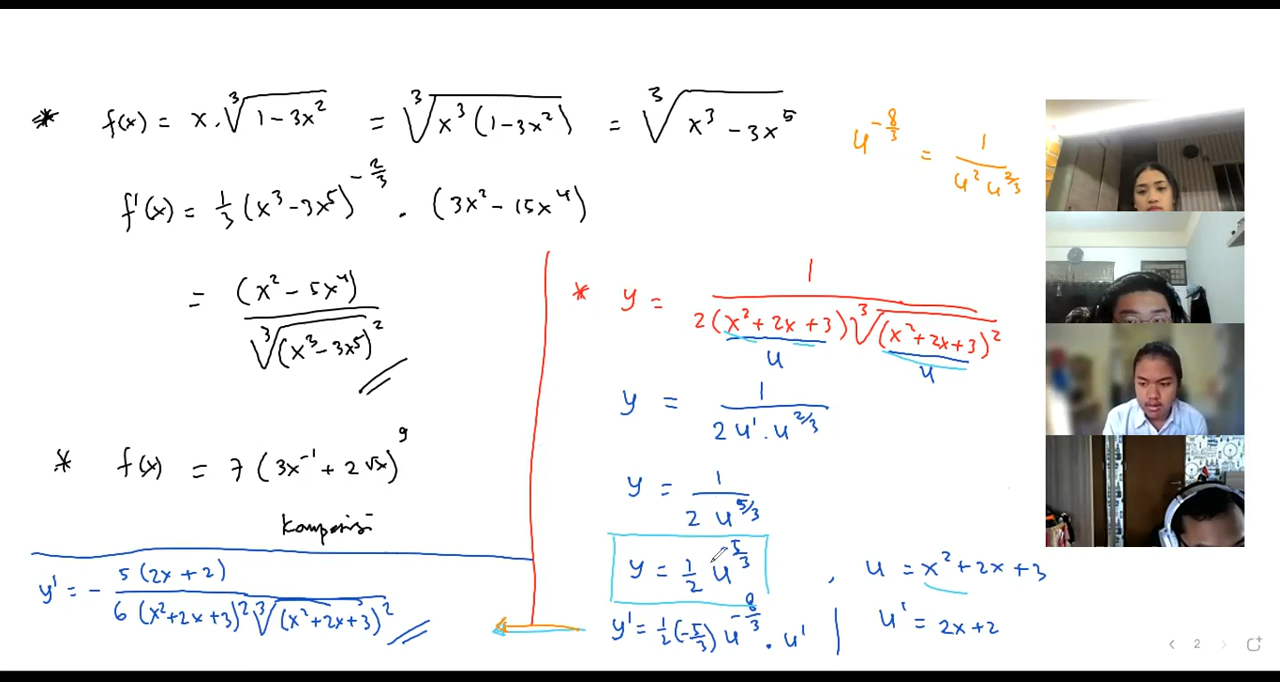 * f(x) = x . ∛(1 - 3x²) = ∛(x³ (1 - 3x²)) = ∛(x³ - 3x⁵)
f'(x) = 1/3 (x³ - 3x⁵)^(-2/3) . (3x² - 15x⁴)
= (x² - 5x⁴) / ∛((x³ - 3x⁵)²)
* f(x) = 7 (3x⁻¹ + 2√x)⁹
Komposisi
y' = - 5 (2x + 2) / 6 (x² + 2x + 3)² ∛((x² + 2x + 3)²)
u^(-8/3) = 1 / u² u^(2/3)
* y = 1 / 2 (x² + 2x + 3) ∛((x² + 2x + 3)²)
u u
y = 1 / 2 u¹ . u^(2/3)
y = 1 / 2 u^(5/3)
y = 1/2 u^(5/3) , u = x² + 2x + 3
y' = 1/2 (-5/3) u^(-8/3) . u' | u' = 2x + 2
< 2 >